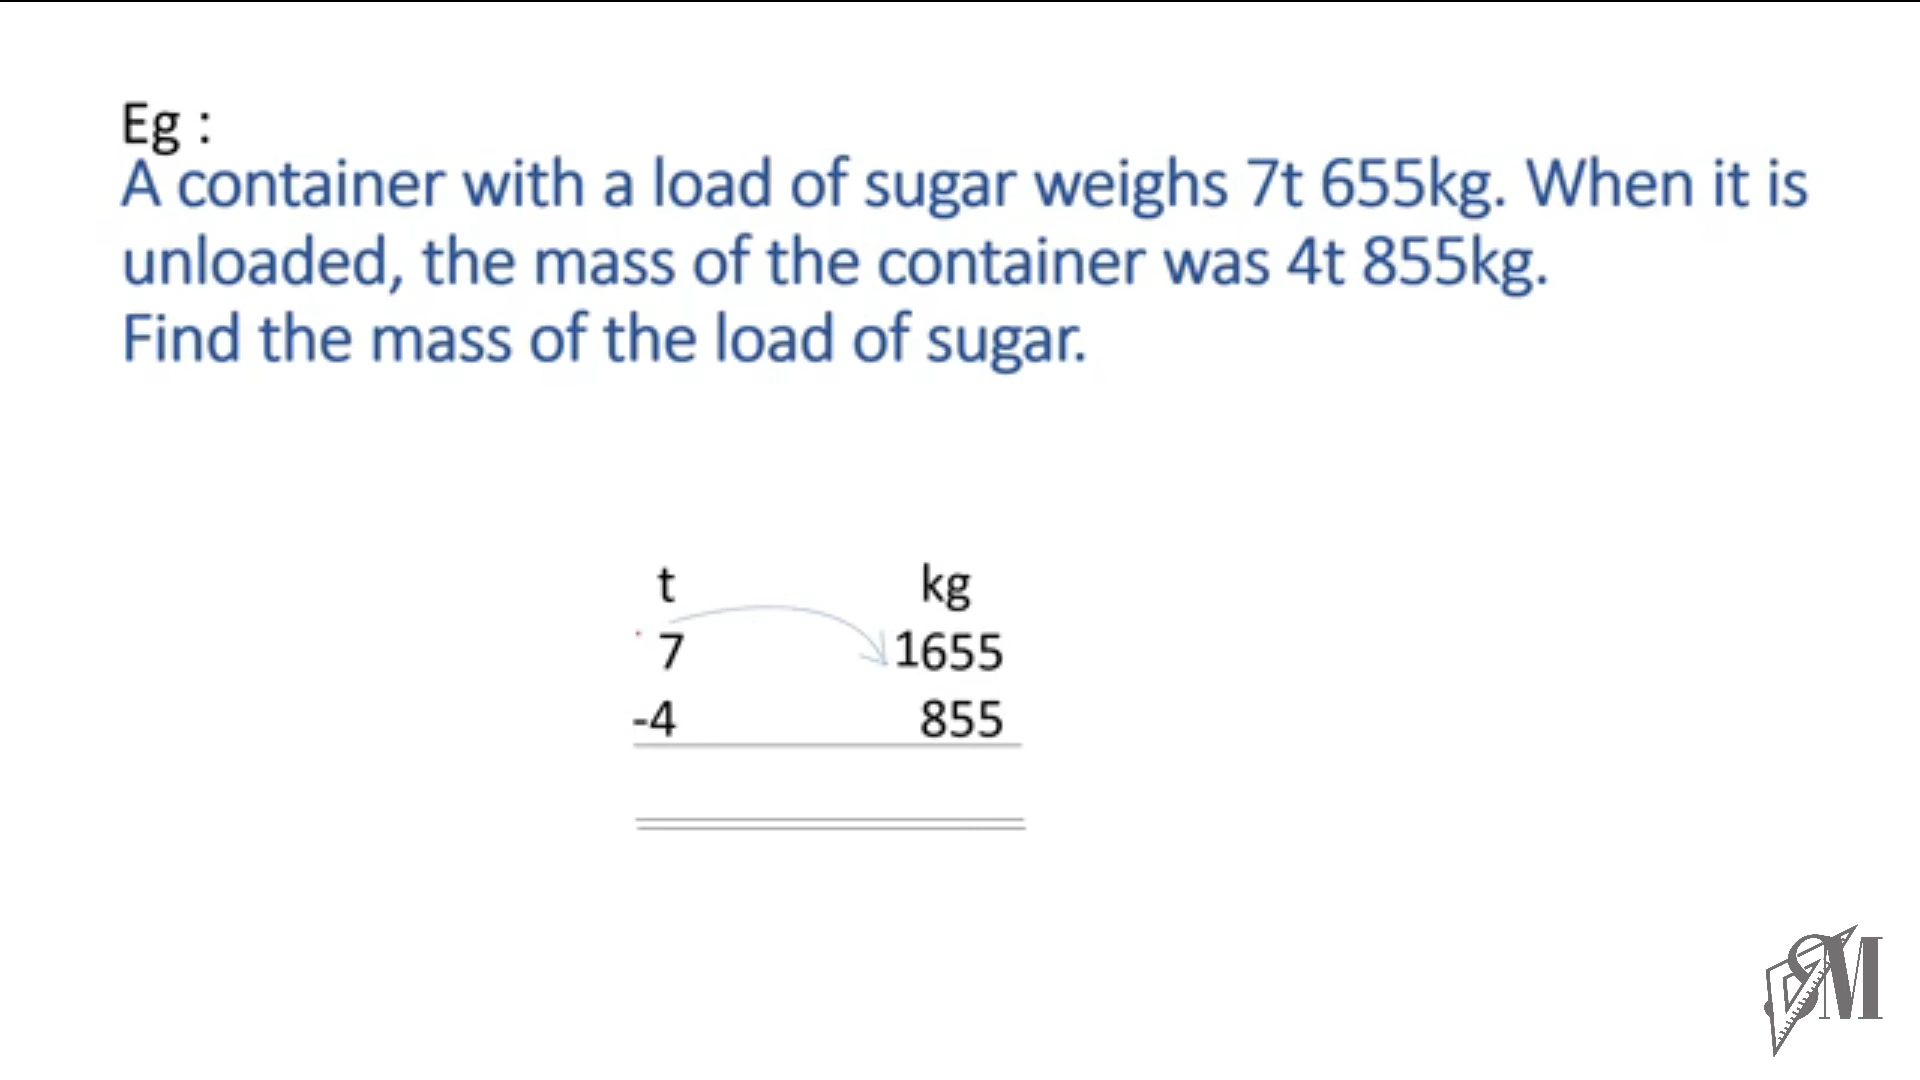 Eg :
A container with a load of sugar weighs 7t 655kg. When it is
unloaded, the mass of the container was 4t 855kg.
Find the mass of the load of sugar.
t kg
7 1655
-4 855
SM